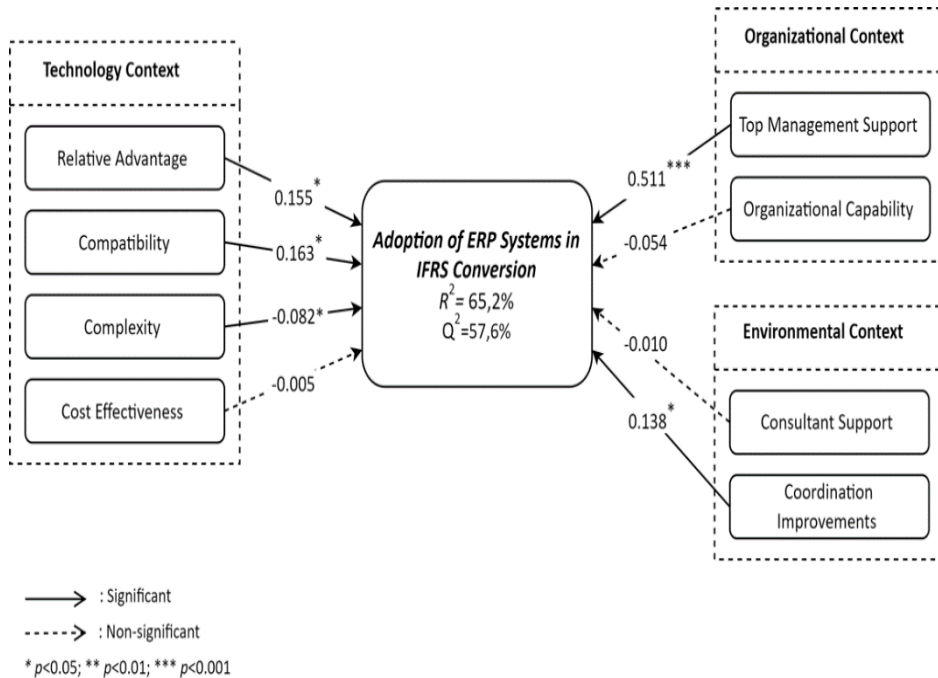 Technology Context
Relative Advantage
Compatibility
Complexity
Cost Effectiveness
0.155*
0.163*
-0.082*
-0.005
Adoption of ERP Systems in
IFRS Conversion
R²= 65,2%
Q²=57,6%
Organizational Context
Top Management Support
Organizational Capability
0.511***
-0.054
Environmental Context
Consultant Support
Coordination
Improvements
-0.010
0.138*
: Significant
: Non-significant
* p<0.05; ** p<0.01; *** p<0.001